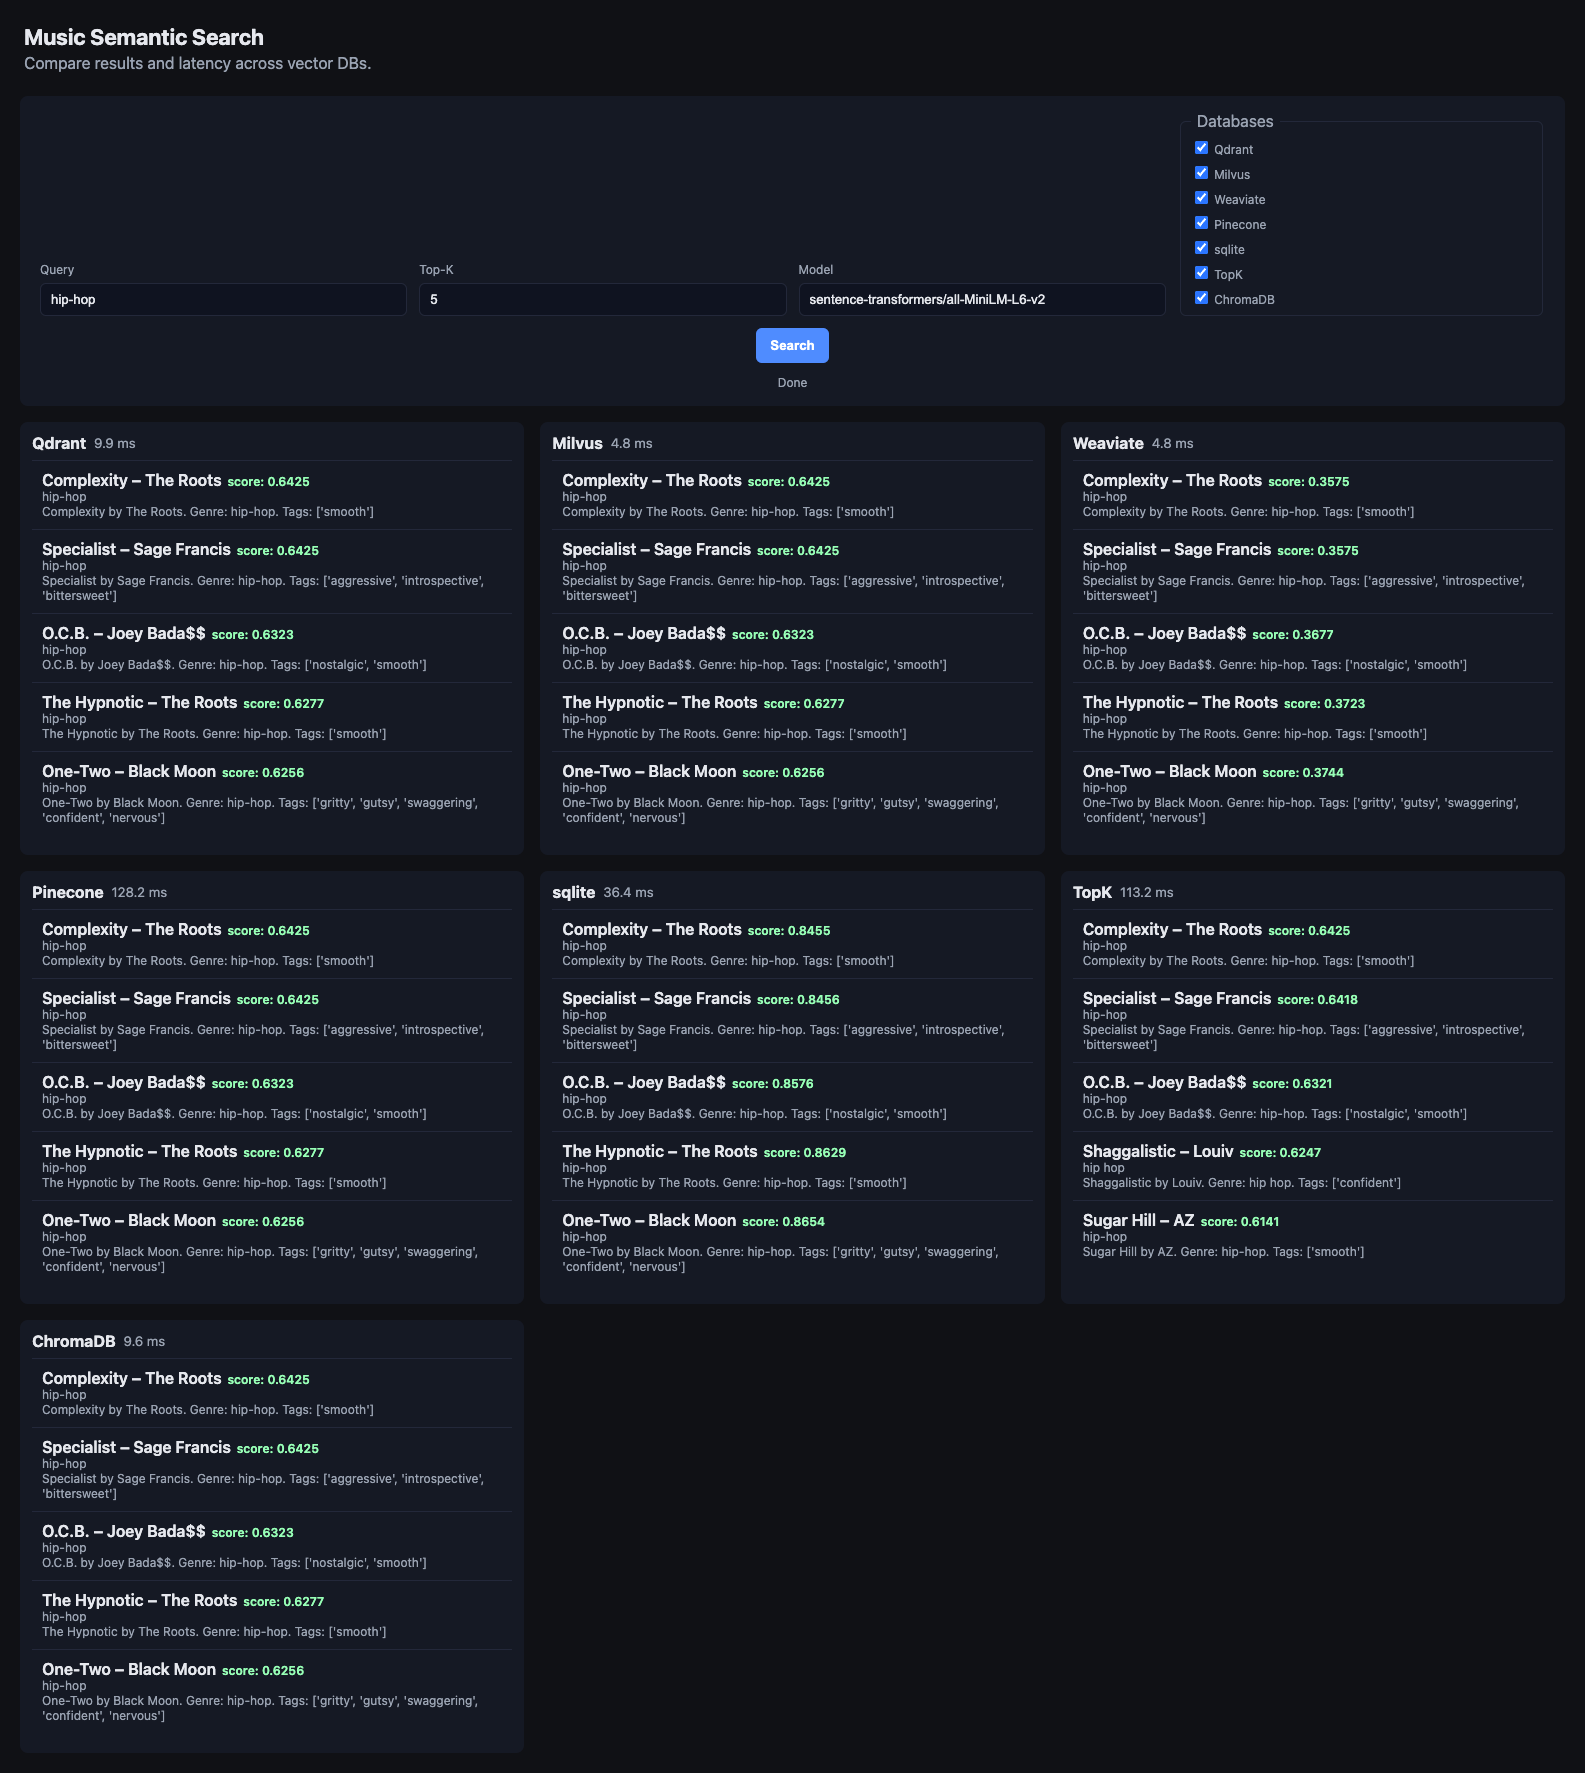 Music Semantic Search
Compare results and latency across vector DBs.
Query
hip-hop
Top-K
5
Model
sentence-transformers/all-MiniLM-L6-v2
Databases
Qdrant
Milvus
Weaviate
Pinecone
sqlite
TopK
ChromaDB
Search
Done
Qdrant 9.9 ms
Complexity – The Roots score: 0.6425
hip-hop
Complexity by The Roots. Genre: hip-hop. Tags: ['smooth']
Specialist – Sage Francis score: 0.6425
hip-hop
Specialist by Sage Francis. Genre: hip-hop. Tags: ['aggressive', 'introspective',
'bittersweet']
O.C.B. – Joey Bada$$ score: 0.6323
hip-hop
O.C.B. by Joey Bada$$. Genre: hip-hop. Tags: ['nostalgic', 'smooth']
The Hypnotic – The Roots score: 0.6277
hip-hop
The Hypnotic by The Roots. Genre: hip-hop. Tags: ['smooth']
One-Two – Black Moon score: 0.6256
hip-hop
One-Two by Black Moon. Genre: hip-hop. Tags: ['gritty', 'gutsy', 'swaggering',
'confident', 'nervous']
Milvus 4.8 ms
Complexity – The Roots score: 0.6425
hip-hop
Complexity by The Roots. Genre: hip-hop. Tags: ['smooth']
Specialist – Sage Francis score: 0.6425
hip-hop
Specialist by Sage Francis. Genre: hip-hop. Tags: ['aggressive', 'introspective',
'bittersweet']
O.C.B. – Joey Bada$$ score: 0.6323
hip-hop
O.C.B. by Joey Bada$$. Genre: hip-hop. Tags: ['nostalgic', 'smooth']
The Hypnotic – The Roots score: 0.6277
hip-hop
The Hypnotic by The Roots. Genre: hip-hop. Tags: ['smooth']
One-Two – Black Moon score: 0.6256
hip-hop
One-Two by Black Moon. Genre: hip-hop. Tags: ['gritty', 'gutsy', 'swaggering',
'confident', 'nervous']
Weaviate 4.8 ms
Complexity – The Roots score: 0.3575
hip-hop
Complexity by The Roots. Genre: hip-hop. Tags: ['smooth']
Specialist – Sage Francis score: 0.3575
hip-hop
Specialist by Sage Francis. Genre: hip-hop. Tags: ['aggressive', 'introspective',
'bittersweet']
O.C.B. – Joey Bada$$ score: 0.3677
hip-hop
O.C.B. by Joey Bada$$. Genre: hip-hop. Tags: ['nostalgic', 'smooth']
The Hypnotic – The Roots score: 0.3723
hip-hop
The Hypnotic by The Roots. Genre: hip-hop. Tags: ['smooth']
One-Two – Black Moon score: 0.3744
hip-hop
One-Two by Black Moon. Genre: hip-hop. Tags: ['gritty', 'gutsy', 'swaggering',
'confident', 'nervous']
Pinecone 128.2 ms
Complexity – The Roots score: 0.6425
hip-hop
Complexity by The Roots. Genre: hip-hop. Tags: ['smooth']
Specialist – Sage Francis score: 0.6425
hip-hop
Specialist by Sage Francis. Genre: hip-hop. Tags: ['aggressive', 'introspective',
'bittersweet']
O.C.B. – Joey Bada$$ score: 0.6323
hip-hop
O.C.B. by Joey Bada$$. Genre: hip-hop. Tags: ['nostalgic', 'smooth']
The Hypnotic – The Roots score: 0.6277
hip-hop
The Hypnotic by The Roots. Genre: hip-hop. Tags: ['smooth']
One-Two – Black Moon score: 0.6256
hip-hop
One-Two by Black Moon. Genre: hip-hop. Tags: ['gritty', 'gutsy', 'swaggering',
'confident', 'nervous']
sqlite 36.4 ms
Complexity – The Roots score: 0.8455
hip-hop
Complexity by The Roots. Genre: hip-hop. Tags: ['smooth']
Specialist – Sage Francis score: 0.8456
hip-hop
Specialist by Sage Francis. Genre: hip-hop. Tags: ['aggressive', 'introspective',
'bittersweet']
O.C.B. – Joey Bada$$ score: 0.8576
hip-hop
O.C.B. by Joey Bada$$. Genre: hip-hop. Tags: ['nostalgic', 'smooth']
The Hypnotic – The Roots score: 0.8629
hip-hop
The Hypnotic by The Roots. Genre: hip-hop. Tags: ['smooth']
One-Two – Black Moon score: 0.8654
hip-hop
One-Two by Black Moon. Genre: hip-hop. Tags: ['gritty', 'gutsy', 'swaggering',
'confident', 'nervous']
TopK 113.2 ms
Complexity – The Roots score: 0.6425
hip-hop
Complexity by The Roots. Genre: hip-hop. Tags: ['smooth']
Specialist – Sage Francis score: 0.6418
hip-hop
Specialist by Sage Francis. Genre: hip-hop. Tags: ['aggressive', 'introspective',
'bittersweet']
O.C.B. – Joey Bada$$ score: 0.6321
hip-hop
O.C.B. by Joey Bada$$. Genre: hip-hop. Tags: ['nostalgic', 'smooth']
Shaggalistic – Louiv score: 0.6247
hip hop
Shaggalistic by Louiv. Genre: hip hop. Tags: ['confident']
Sugar Hill – AZ score: 0.6141
hip-hop
Sugar Hill by AZ. Genre: hip-hop. Tags: ['smooth']
ChromaDB 9.6 ms
Complexity – The Roots score: 0.6425
hip-hop
Complexity by The Roots. Genre: hip-hop. Tags: ['smooth']
Specialist – Sage Francis score: 0.6425
hip-hop
Specialist by Sage Francis. Genre: hip-hop. Tags: ['aggressive', 'introspective',
'bittersweet']
O.C.B. – Joey Bada$$ score: 0.6323
hip-hop
O.C.B. by Joey Bada$$. Genre: hip-hop. Tags: ['nostalgic', 'smooth']
The Hypnotic – The Roots score: 0.6277
hip-hop
The Hypnotic by The Roots. Genre: hip-hop. Tags: ['smooth']
One-Two – Black Moon score: 0.6256
hip-hop
One-Two by Black Moon. Genre: hip-hop. Tags: ['gritty', 'gutsy', 'swaggering',
'confident', 'nervous']